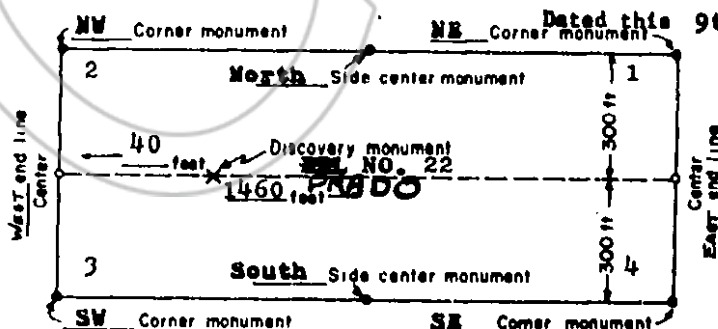 Dated this 9
NW Corner monument NE Corner monument
2 1
North Side center monument
300 ft
40 feet Discovery monument
NO. 22
1460 feet PRADO
WEST end line Center
Center EAST end line
300 ft
3 4
South Side center monument
SW Corner monument SE Corner monument